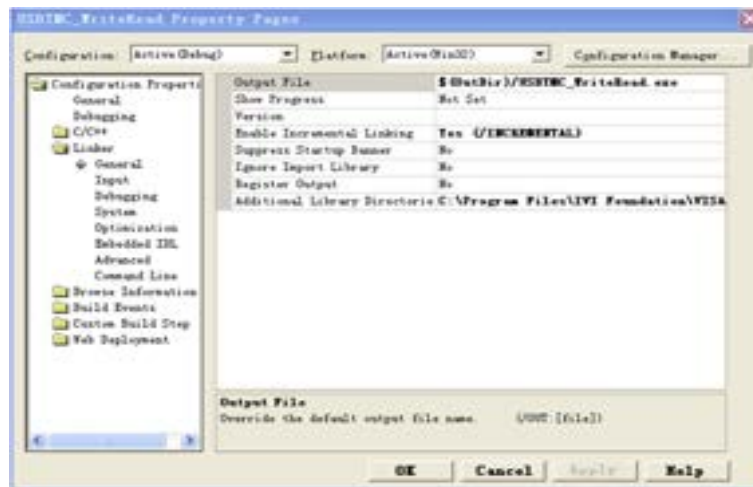 USBTMC_WriteRead Property Pages
Configuration: Active(Debug) Platform: Active(Win32) Configuration Manager
Configuration Properti
General
Debugging
C/C++
Linker
General
Input
Debugging
System
Optimization
Embedded IDL
Advanced
Command Line
Browse Information
Build Events
Custom Build Step
Web Deployment
Output File $(OutDir)/USBTMC_WriteRead.exe
Show Progress Not Set
Version
Enable Incremental Linking Yes (/INCREMENTAL)
Suppress Startup Banner No
Ignore Import Library No
Register Output No
Additional Library Directorie C:\Program Files\IVI Foundation\VISA
Output File
Override the default output file name. (/OUT:[file])
OK Cancel Apply Help